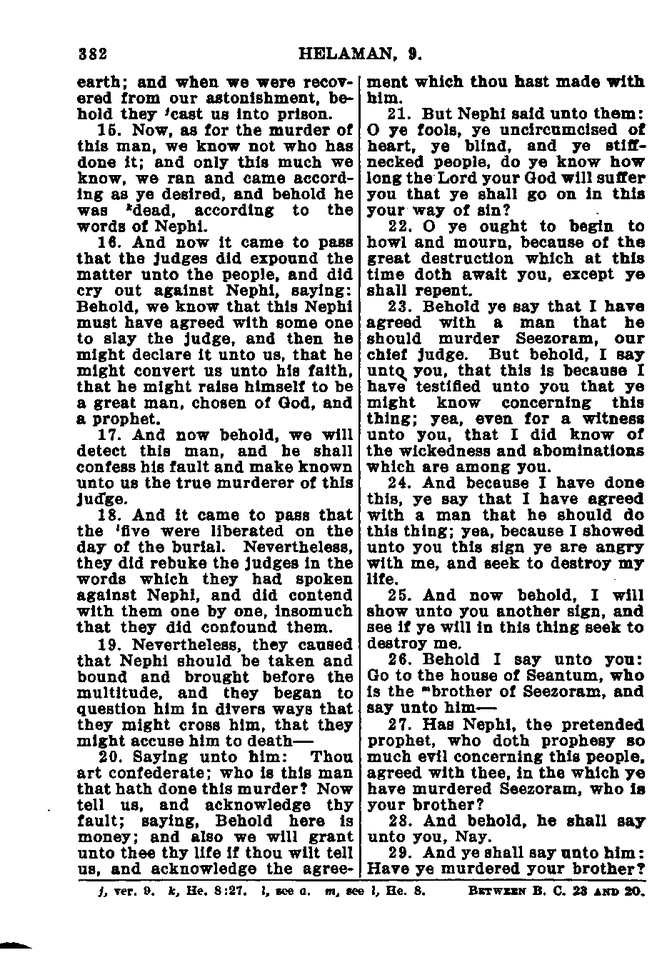 382
HELAMAN, 9.
earth; and when we were recov-
ered from our astonishment, be-
hold they ʲcast us into prison.
15. Now, as for the murder of
this man, we know not who has
done it; and only this much we
know, we ran and came accord-
ing as ye desired, and behold he
was ᵏdead, according to the
words of Nephi.
16. And now it came to pass
that the judges did expound the
matter unto the people, and did
cry out against Nephi, saying:
Behold, we know that this Nephi
must have agreed with some one
to slay the judge, and then he
might declare it unto us, that he
might convert us unto his faith,
that he might raise himself to be
a great man, chosen of God, and
a prophet.
17. And now behold, we will
detect this man, and he shall
confess his fault and make known
unto us the true murderer of this
judge.
18. And it came to pass that
the ˡfive were liberated on the
day of the burial. Nevertheless,
they did rebuke the judges in the
words which they had spoken
against Nephi, and did contend
with them one by one, insomuch
that they did confound them.
19. Nevertheless, they caused
that Nephi should be taken and
bound and brought before the
multitude, and they began to
question him in divers ways that
they might cross him, that they
might accuse him to death—
20. Saying unto him: Thou
art confederate; who is this man
that hath done this murder? Now
tell us, and acknowledge thy
fault; saying, Behold here is
money; and also we will grant
unto thee thy life if thou wilt tell
us, and acknowledge the agree-
ment which thou hast made with
him.
21. But Nephi said unto them:
O ye fools, ye uncircumcised of
heart, ye blind, and ye stiff-
necked people, do ye know how
long the Lord your God will suffer
you that ye shall go on in this
your way of sin?
22. O ye ought to begin to
howl and mourn, because of the
great destruction which at this
time doth await you, except ye
shall repent.
23. Behold ye say that I have
agreed with a man that he
should murder Seezoram, our
chief judge. But behold, I say
unto you, that this is because I
have testified unto you that ye
might know concerning this
thing; yea, even for a witness
unto you, that I did know of
the wickedness and abominations
which are among you.
24. And because I have done
this, ye say that I have agreed
with a man that he should do
this thing; yea, because I showed
unto you this sign ye are angry
with me, and seek to destroy my
life.
25. And now behold, I will
show unto you another sign, and
see if ye will in this thing seek to
destroy me.
26. Behold I say unto you:
Go to the house of Seantum, who
is the ᵐbrother of Seezoram, and
say unto him—
27. Has Nephi, the pretended
prophet, who doth prophesy so
much evil concerning this people,
agreed with thee, in the which ye
have murdered Seezoram, who is
your brother?
28. And behold, he shall say
unto you, Nay.
29. And ye shall say unto him:
Have ye murdered your brother?
j, ver. 9. k, He. 8:27. l, see a. m, see l, He. 8. BETWEEN B. C. 23 AND 20.